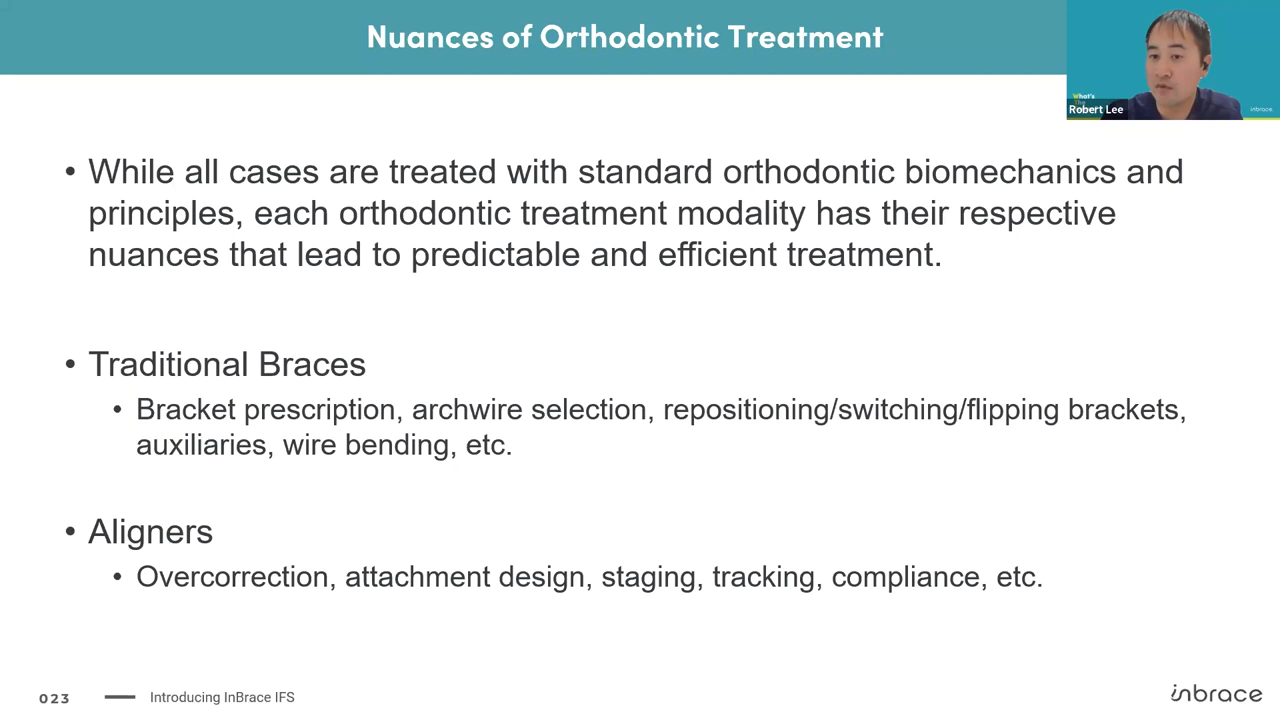 Nuances of Orthodontic Treatment
What's
The
Robert Lee
inbrace
• While all cases are treated with standard orthodontic biomechanics and
principles, each orthodontic treatment modality has their respective
nuances that lead to predictable and efficient treatment.
• Traditional Braces
• Bracket prescription, archwire selection, repositioning/switching/flipping brackets,
auxiliaries, wire bending, etc.
• Aligners
• Overcorrection, attachment design, staging, tracking, compliance, etc.
023
Introducing InBrace IFS
inbrace